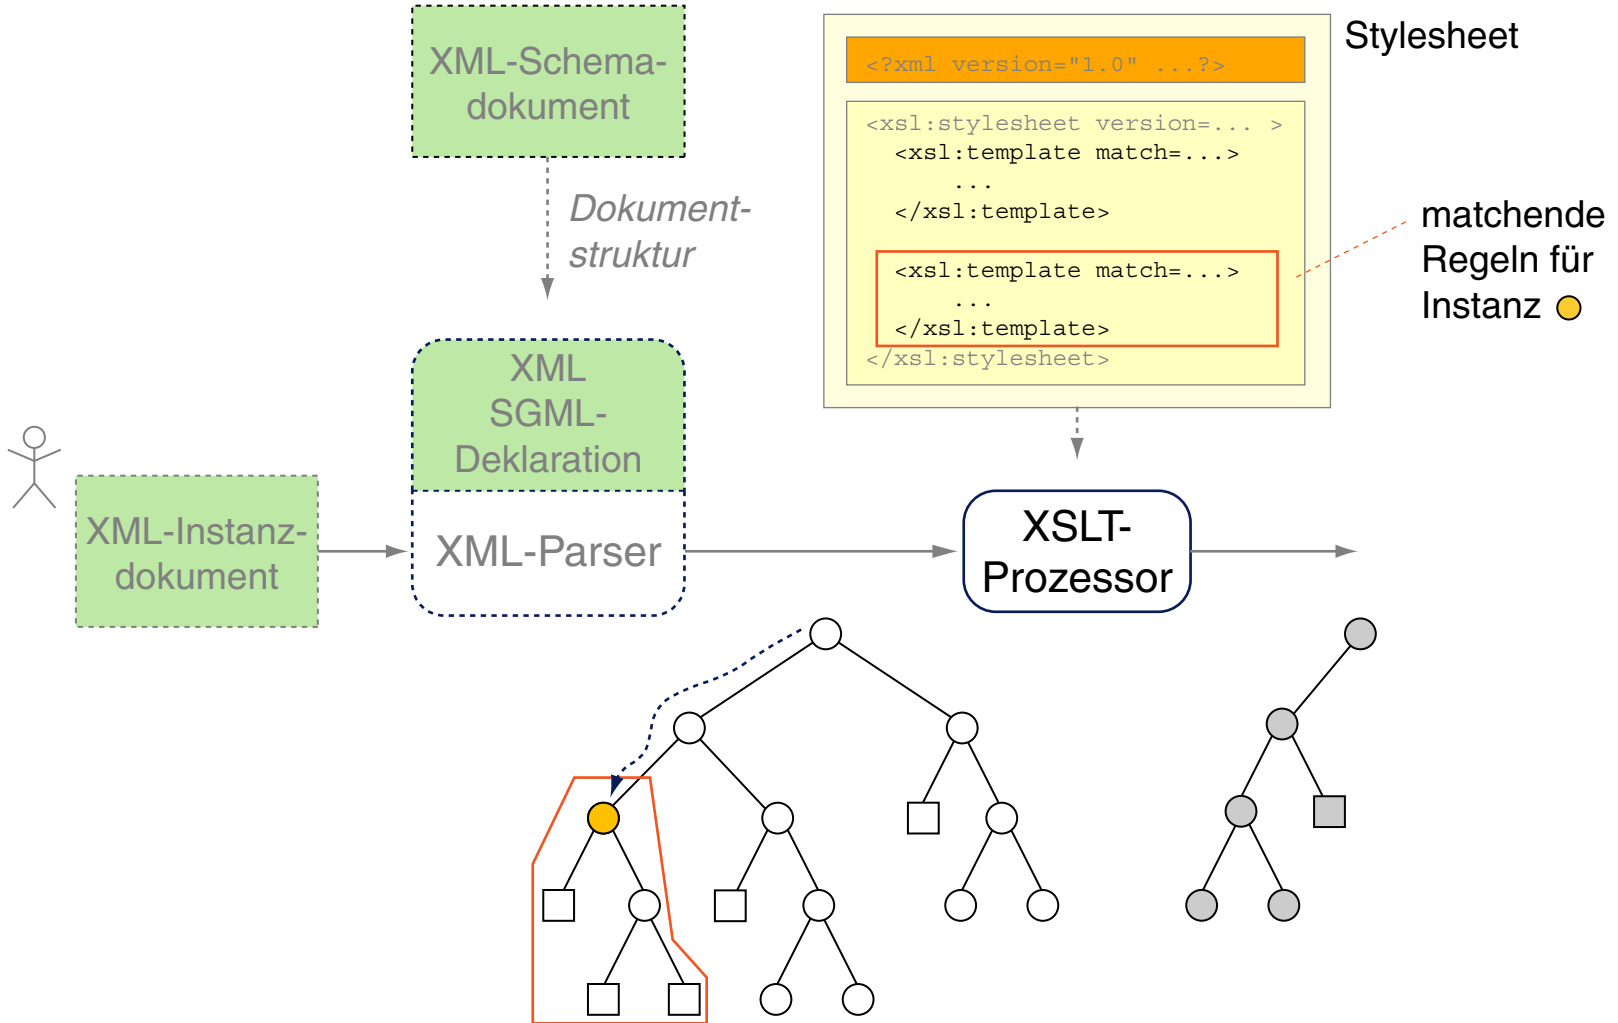 XML-Schema-
dokument
Dokument-
struktur
Stylesheet
<?xml version="1.0" ...?>
<xsl:stylesheet version=... >
<xsl:template match=...>
...
</xsl:template>
<xsl:template match=...>
...
</xsl:template>
</xsl:stylesheet>
matchende
Regeln für
Instanz
XML
SGML-
Deklaration
XML-Parser
XML-Instanz-
dokument
XSLT-
Prozessor